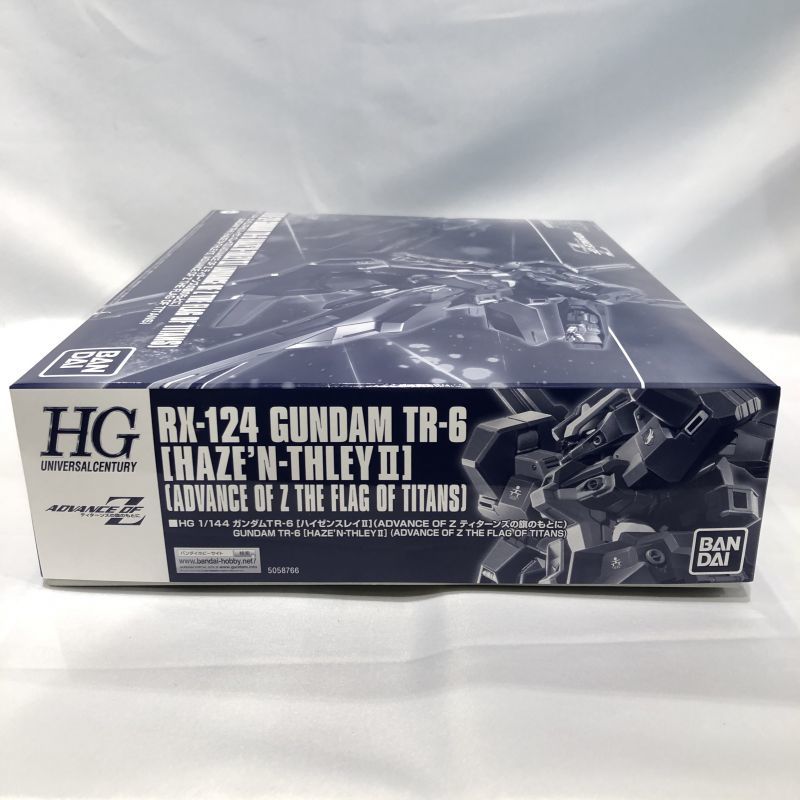 BAN
DAI
HG
UNIVERSALCENTURY
ADVANCE OF Z
ティターンズの旗のもとに
RX-124 GUNDAM TR-6
[HAZE'N-THLEY II]
(ADVANCE OF Z THE FLAG OF TITANS)
■HG 1/144 ガンダムTR-6 [ハイゼンスレイⅡ] (ADVANCE OF Z ティターンズの旗のもとに)
GUNDAM TR-6 [HAZE'N-THLEY II] (ADVANCE OF Z THE FLAG OF TITANS)
バンダイホビーサイト 検索
www.bandai-hobby.net/
5058766
BAN
DAI